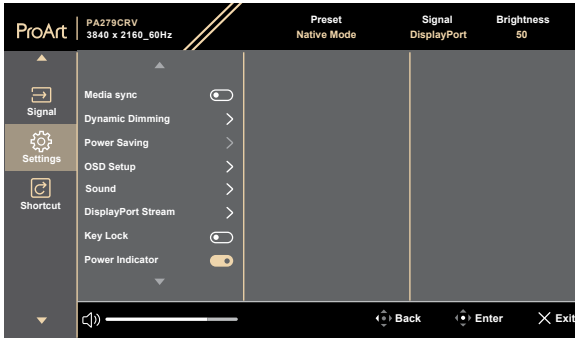 ProArt
PA279CRV
3840 x 2160_60Hz
Preset
Native Mode
Signal
DisplayPort
Brightness
50
Signal
Settings
Shortcut
Media sync
Dynamic Dimming
Power Saving
OSD Setup
Sound
DisplayPort Stream
Key Lock
Power Indicator
Back
Enter
Exit